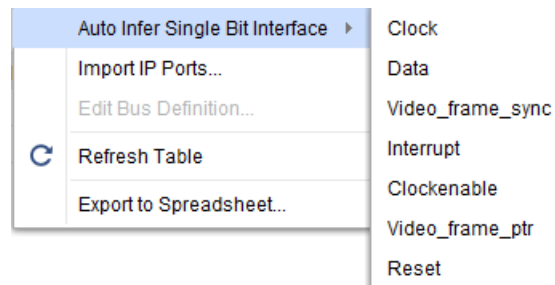 Auto Infer Single Bit Interface
Import IP Ports...
Edit Bus Definition...
Refresh Table
Export to Spreadsheet...
Clock
Data
Video_frame_sync
Interrupt
Clockenable
Video_frame_ptr
Reset